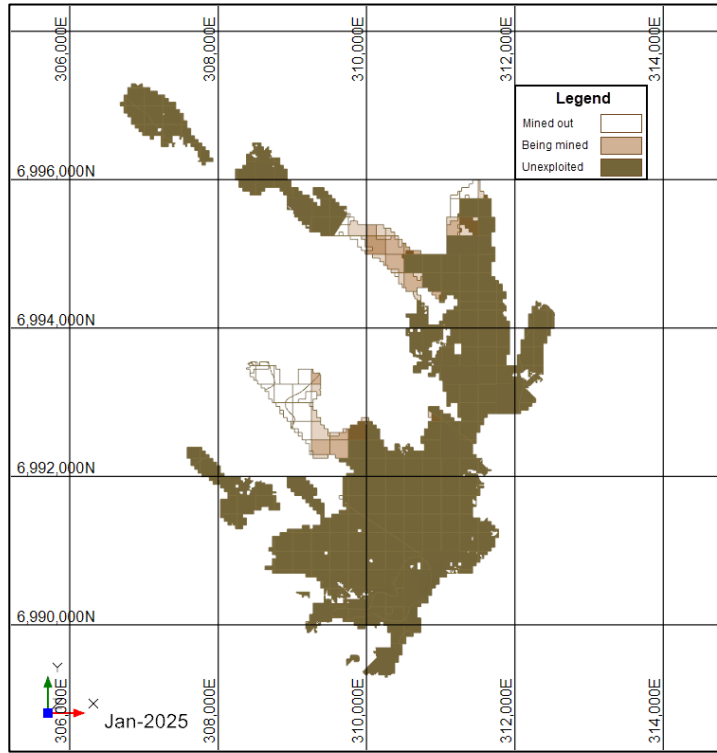 306,000E
308,000E
310,000E
312,000E
314,000E
Legend
Mined out
Being mined
Unexploited
6,996,000N
6,994,000N
6,992,000N
6,990,000N
Y
X
Jan-2025
306,000E
308,000E
310,000E
312,000E
314,000E